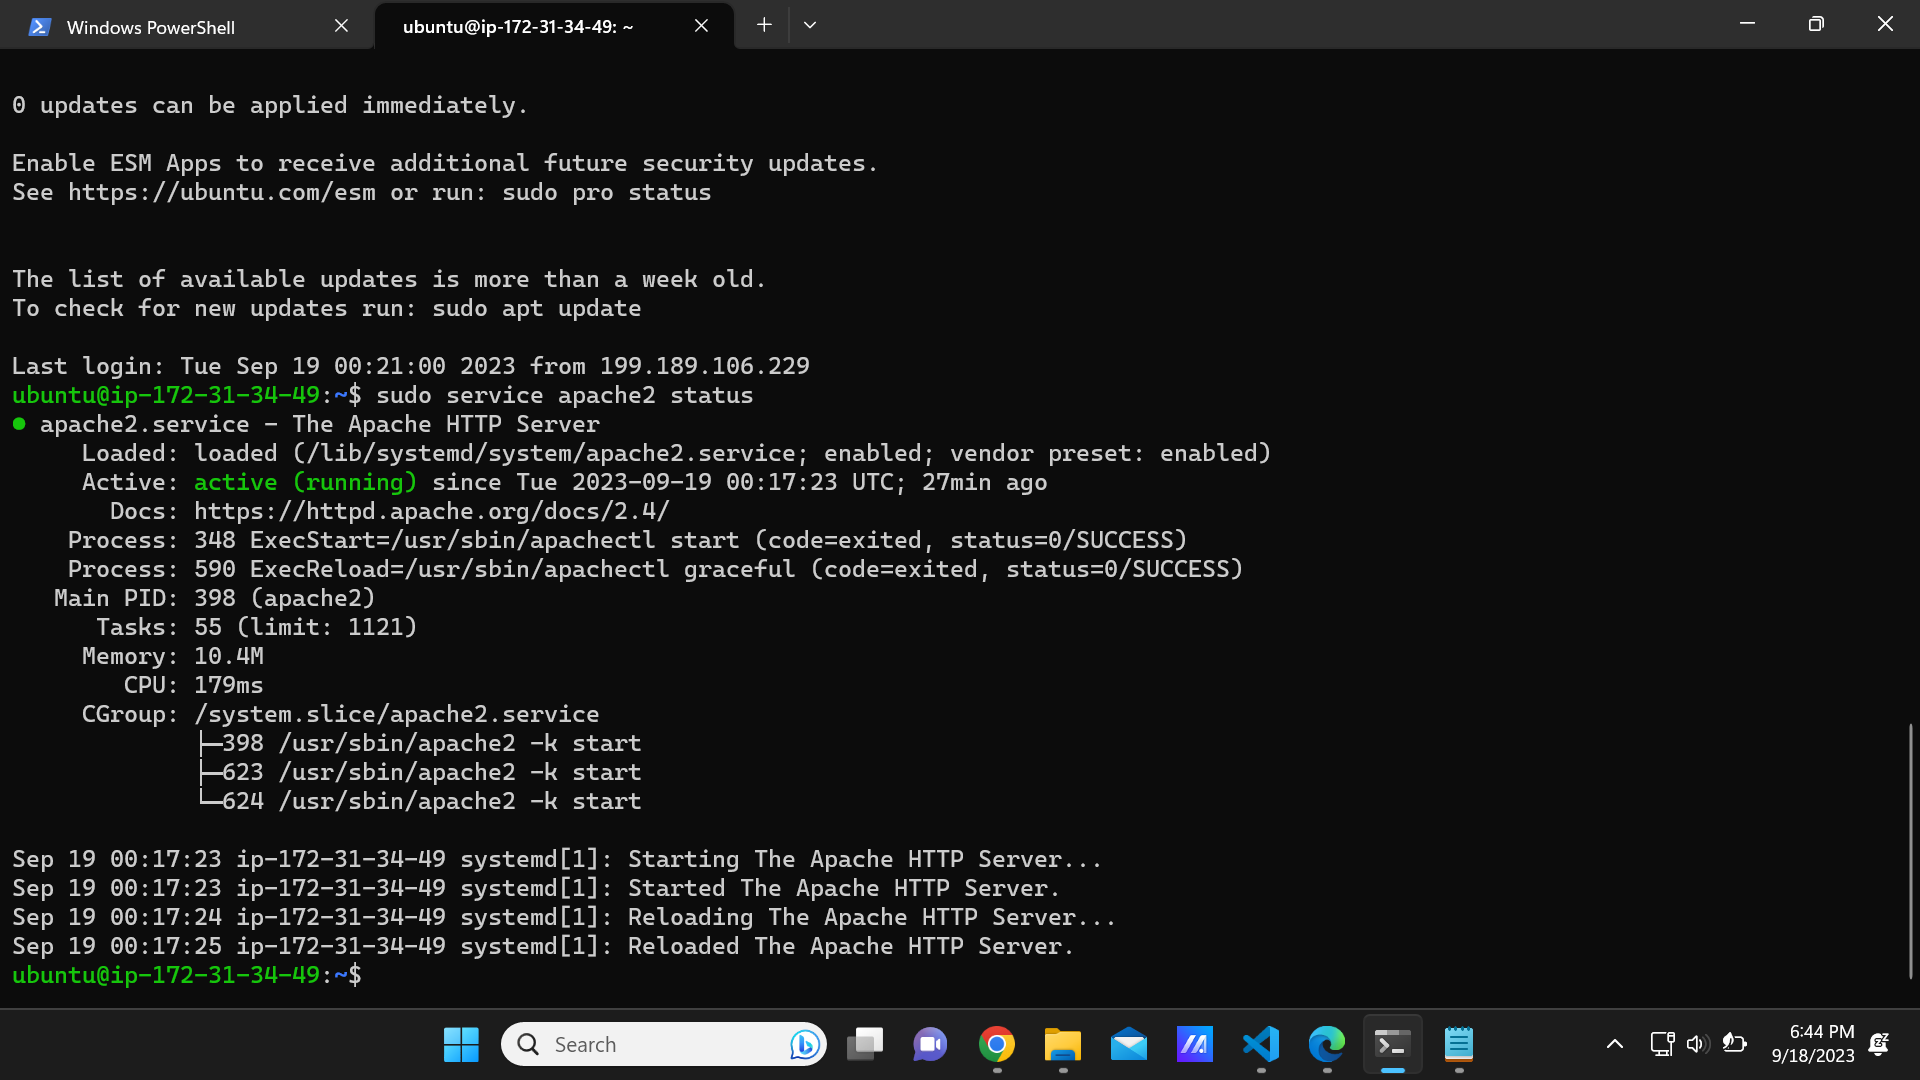 Windows PowerShell
ubuntu@ip-172-31-34-49: ~
0 updates can be applied immediately.
Enable ESM Apps to receive additional future security updates.
See https://ubuntu.com/esm or run: sudo pro status
The list of available updates is more than a week old.
To check for new updates run: sudo apt update
Last login: Tue Sep 19 00:21:00 2023 from 199.189.106.229
ubuntu@ip-172-31-34-49:~$ sudo service apache2 status
● apache2.service - The Apache HTTP Server
Loaded: loaded (/lib/systemd/system/apache2.service; enabled; vendor preset: enabled)
Active: active (running) since Tue 2023-09-19 00:17:23 UTC; 27min ago
Docs: https://httpd.apache.org/docs/2.4/
Process: 348 ExecStart=/usr/sbin/apachectl start (code=exited, status=0/SUCCESS)
Process: 590 ExecReload=/usr/sbin/apachectl graceful (code=exited, status=0/SUCCESS)
Main PID: 398 (apache2)
Tasks: 55 (limit: 1121)
Memory: 10.4M
CPU: 179ms
CGroup: /system.slice/apache2.service
├─398 /usr/sbin/apache2 -k start
├─623 /usr/sbin/apache2 -k start
└─624 /usr/sbin/apache2 -k start
Sep 19 00:17:23 ip-172-31-34-49 systemd[1]: Starting The Apache HTTP Server...
Sep 19 00:17:23 ip-172-31-34-49 systemd[1]: Started The Apache HTTP Server.
Sep 19 00:17:24 ip-172-31-34-49 systemd[1]: Reloading The Apache HTTP Server...
Sep 19 00:17:25 ip-172-31-34-49 systemd[1]: Reloaded The Apache HTTP Server.
ubuntu@ip-172-31-34-49:~$
Search
6:44 PM
9/18/2023